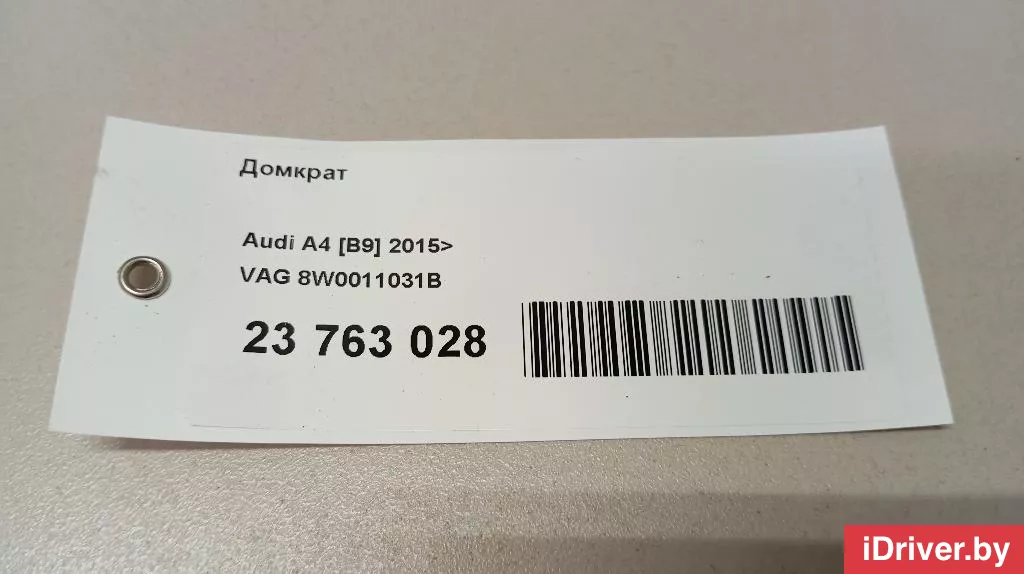 Домкрат
Audi A4 [B9] 2015>
VAG 8W0011031B
23 763 028
iDriver.by